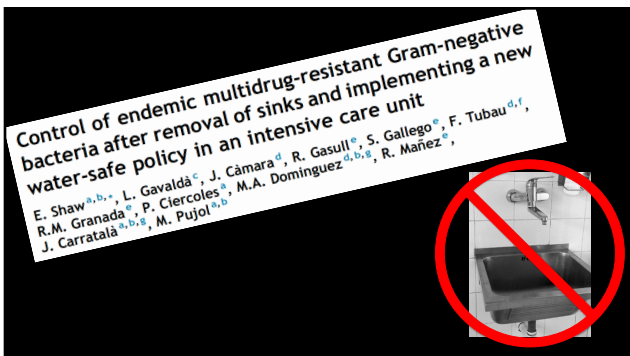 Control of endemic multidrug-resistant Gram-negative
bacteria after removal of sinks and implementing a new
water-safe policy in an intensive care unit
E. Shaw a,b,*, L. Gavaldà c, J. Càmara d, R. Gasull e, S. Gallego e, F. Tubau d,f,
R.M. Granada e, P. Ciercoles a, M.A. Dominguez d,b,g, R. Mañez e,
J. Carratalà a,b,g, M. Pujol a,b